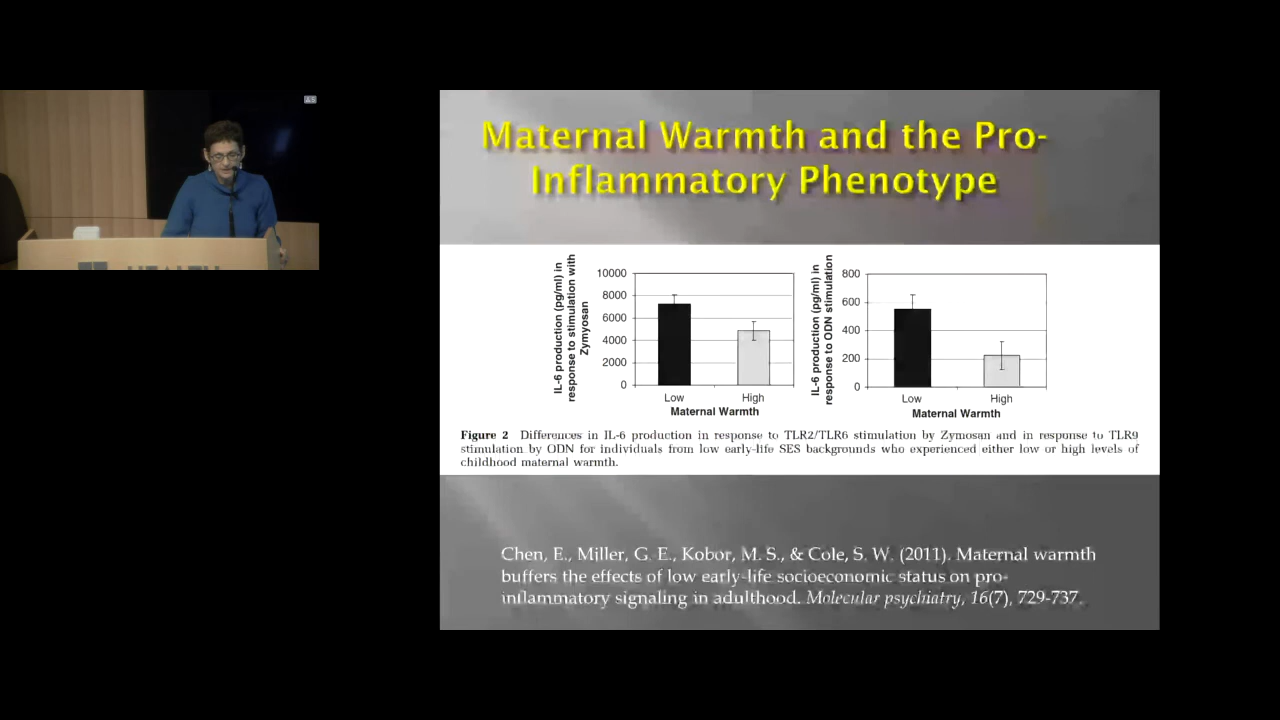 Maternal Warmth and the Pro-
Inflammatory Phenotype
IL-6 production (pg/ml) in
response to stimulation with
Zymyosan
10000
8000
6000
4000
2000
0
Low
High
Maternal Warmth
IL-6 production (pg/ml) in
response to ODN stimulation
800
600
400
200
0
Low
High
Maternal Warmth
Figure 2 Differences in IL-6 production in response to TLR2/TLR6 stimulation by Zymosan and in response to TLR9
stimulation by ODN for individuals from low early-life SES backgrounds who experienced either low or high levels of
childhood maternal warmth.
Chen, E., Miller, G. E., Kobor, M. S., & Cole, S. W. (2011). Maternal warmth
buffers the effects of low early-life socioeconomic status on pro-
inflammatory signaling in adulthood. Molecular psychiatry, 16(7), 729-737.